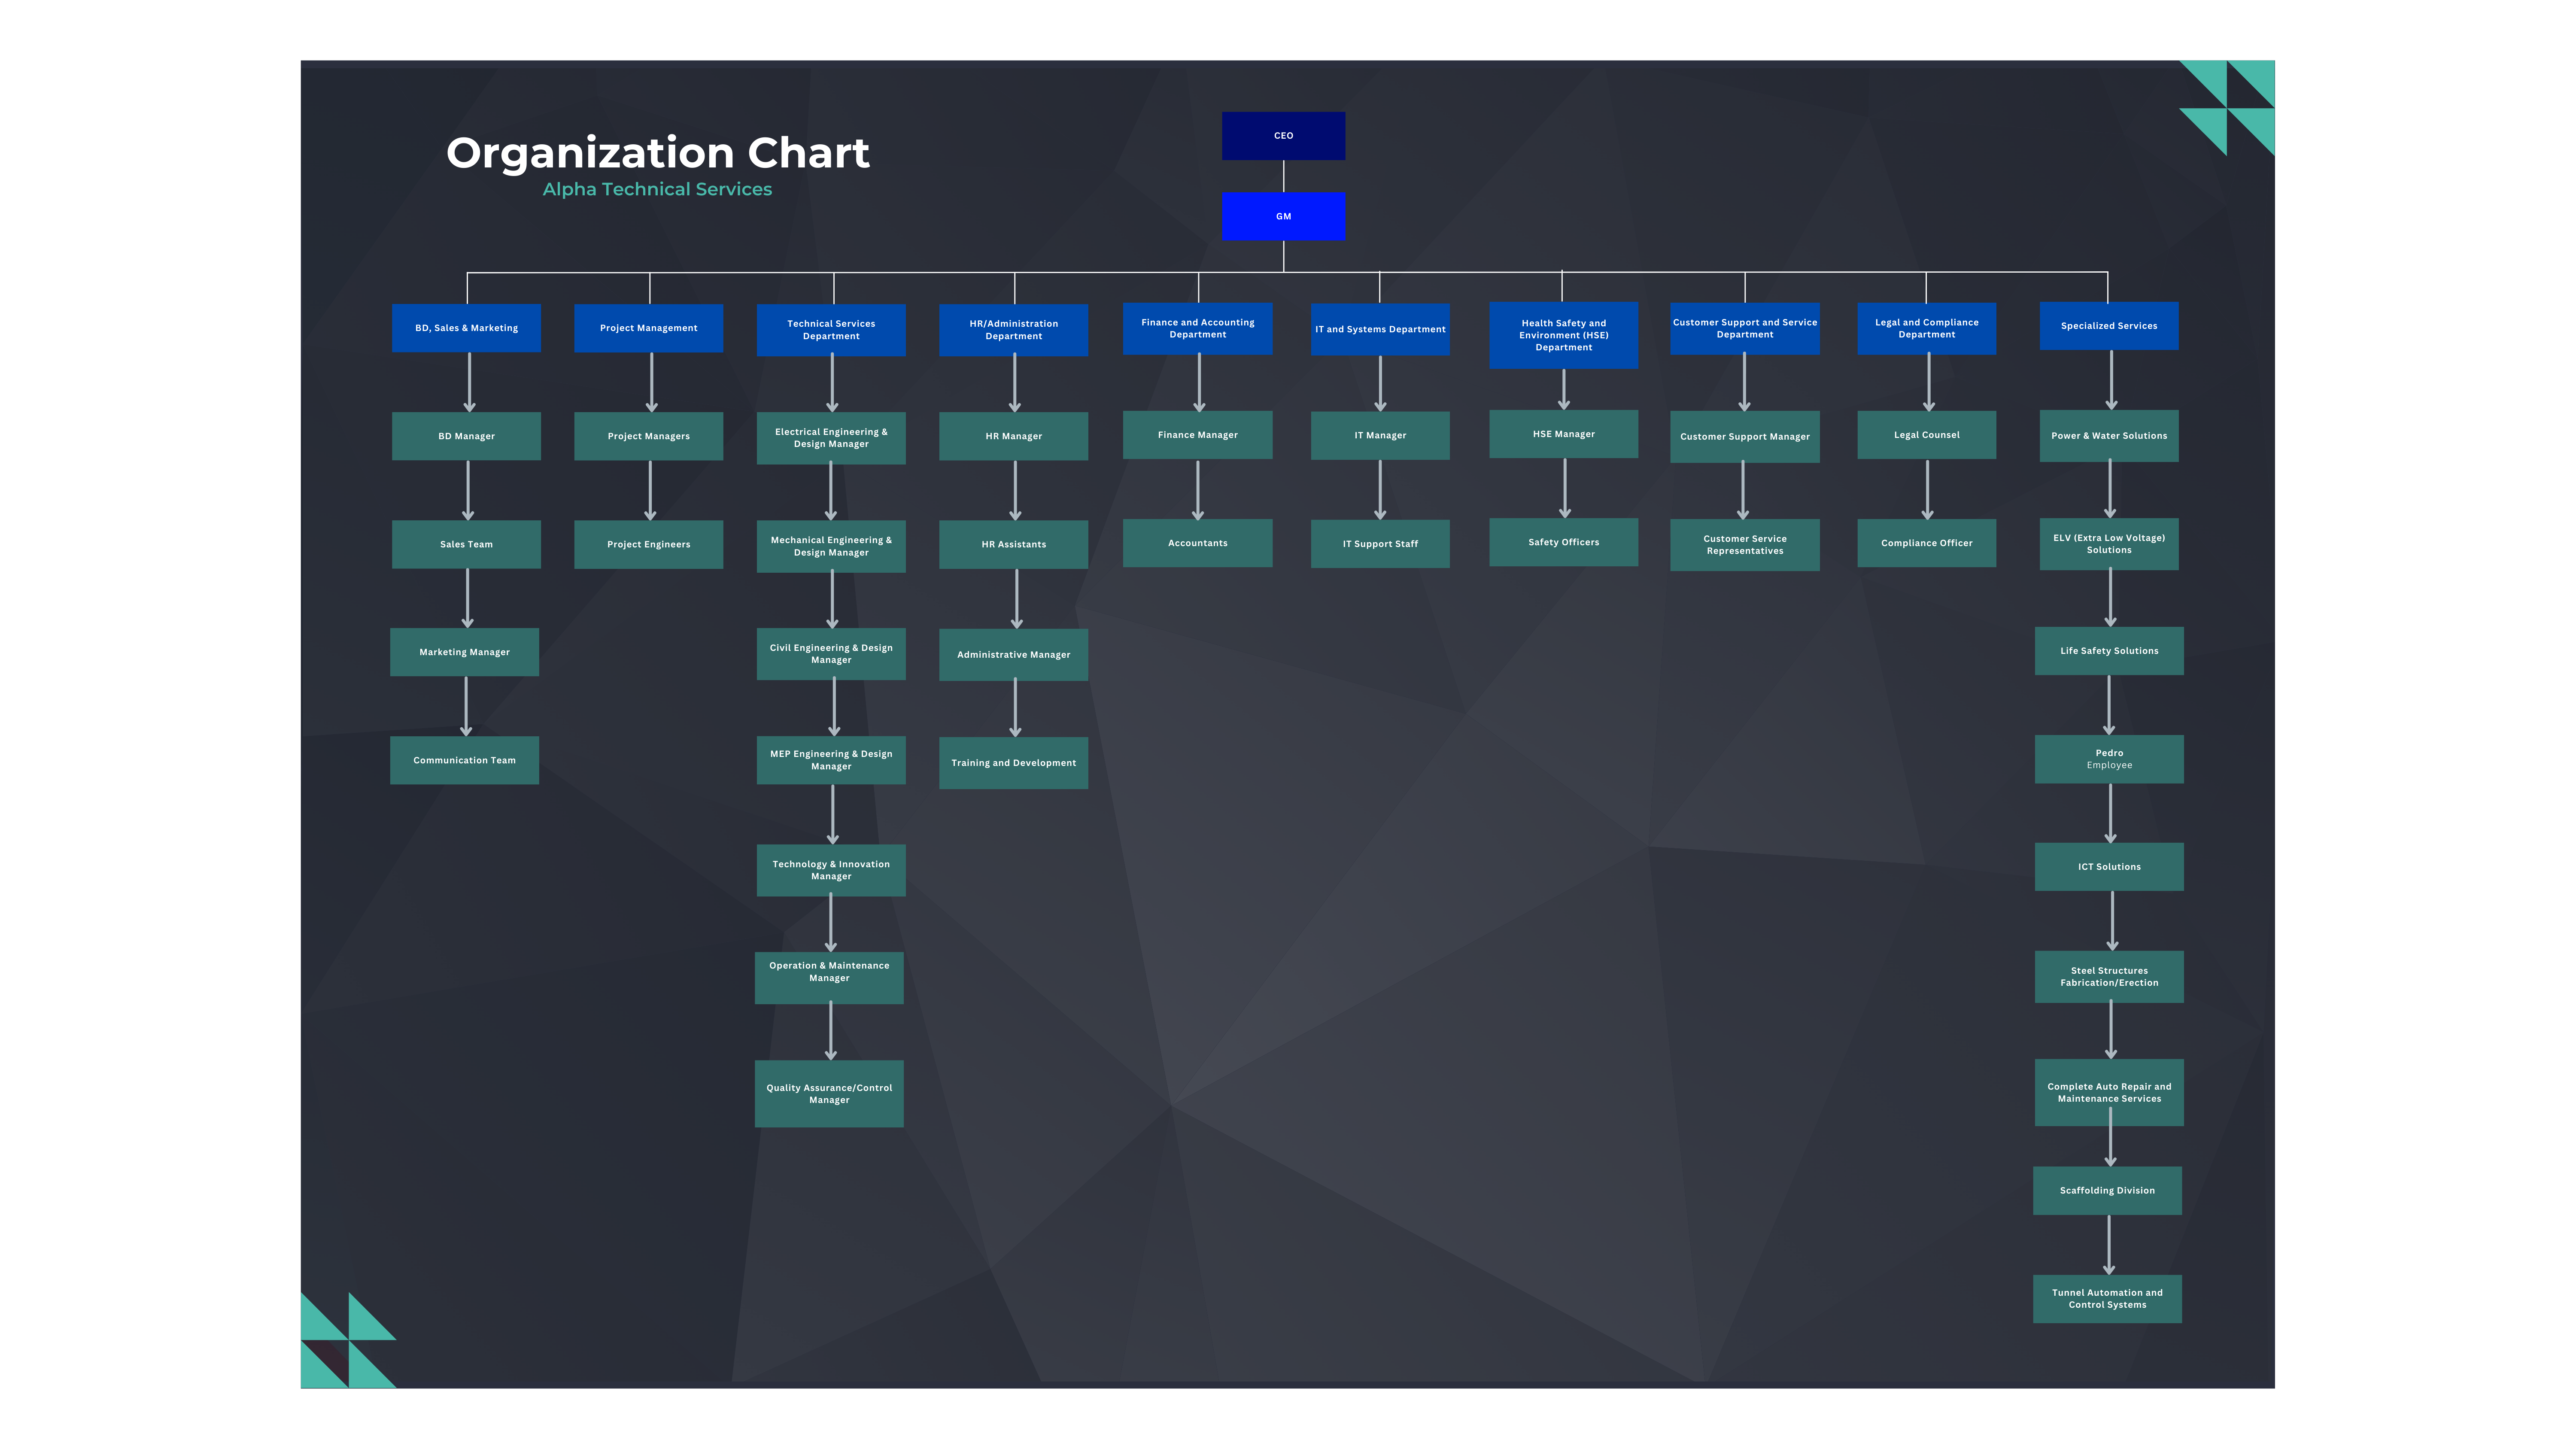 Organization Chart
Alpha Technical Services
CEO
GM
BD, Sales & Marketing
BD Manager
Sales Team
Marketing Manager
Communication Team
Project Management
Project Managers
Project Engineers
Technical Services
Department
Electrical Engineering &
Design Manager
Mechanical Engineering &
Design Manager
Civil Engineering & Design
Manager
MEP Engineering & Design
Manager
Technology & Innovation
Manager
Operation & Maintenance
Manager
Quality Assurance/Control
Manager
HR/Administration
Department
HR Manager
HR Assistants
Administrative Manager
Training and Development
Finance and Accounting
Department
Finance Manager
Accountants
IT and Systems Department
IT Manager
IT Support Staff
Health Safety and
Environment (HSE)
Department
HSE Manager
Safety Officers
Customer Support and Service
Department
Customer Support Manager
Customer Service
Representatives
Legal and Compliance
Department
Legal Counsel
Compliance Officer
Specialized Services
Power & Water Solutions
ELV (Extra Low Voltage)
Solutions
Life Safety Solutions
Pedro
Employee
ICT Solutions
Steel Structures
Fabrication/Erection
Complete Auto Repair and
Maintenance Services
Scaffolding Division
Tunnel Automation and
Control Systems